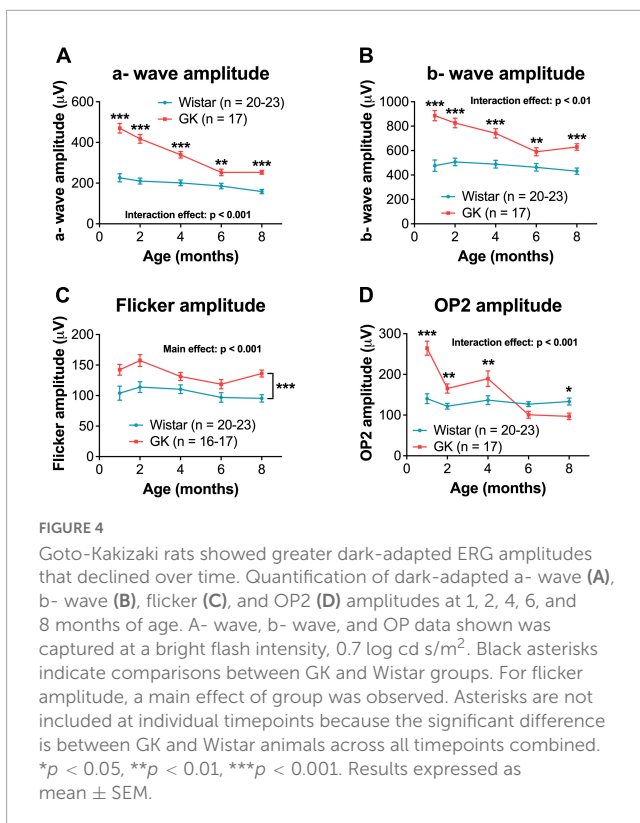 A
a- wave amplitude
a- wave amplitude (µV)
600
400
200
0
***
***
***
**
***
Wistar (n = 20-23)
GK (n = 17)
Interaction effect: p < 0.001
0
2
4
6
8
Age (months)
B
b- wave amplitude
b- wave amplitude (µV)
1000
800
600
400
200
0
Interaction effect: p < 0.01
***
***
***
**
***
Wistar (n = 20-23)
GK (n = 17)
0
2
4
6
8
Age (months)
C
Flicker amplitude
Flicker amplitude (µV)
200
150
100
50
0
Main effect: p < 0.001
***
Wistar (n = 20-23)
GK (n = 16-17)
0
2
4
6
8
Age (months)
D
OP2 amplitude
OP2 amplitude (µV)
300
200
100
0
Interaction effect: p < 0.001
***
**
**
*
Wistar (n = 20-23)
GK (n = 17)
0
2
4
6
8
Age (months)
FIGURE 4
Goto-Kakizaki rats showed greater dark-adapted ERG amplitudes
that declined over time. Quantification of dark-adapted a- wave (A),
b- wave (B), flicker (C), and OP2 (D) amplitudes at 1, 2, 4, 6, and
8 months of age. A- wave, b- wave, and OP data shown was
captured at a bright flash intensity, 0.7 log cd s/m². Black asterisks
indicate comparisons between GK and Wistar groups. For flicker
amplitude, a main effect of group was observed. Asterisks are not
included at individual timepoints because the significant difference
is between GK and Wistar animals across all timepoints combined.
*p < 0.05, **p < 0.01, ***p < 0.001. Results expressed as
mean ± SEM.